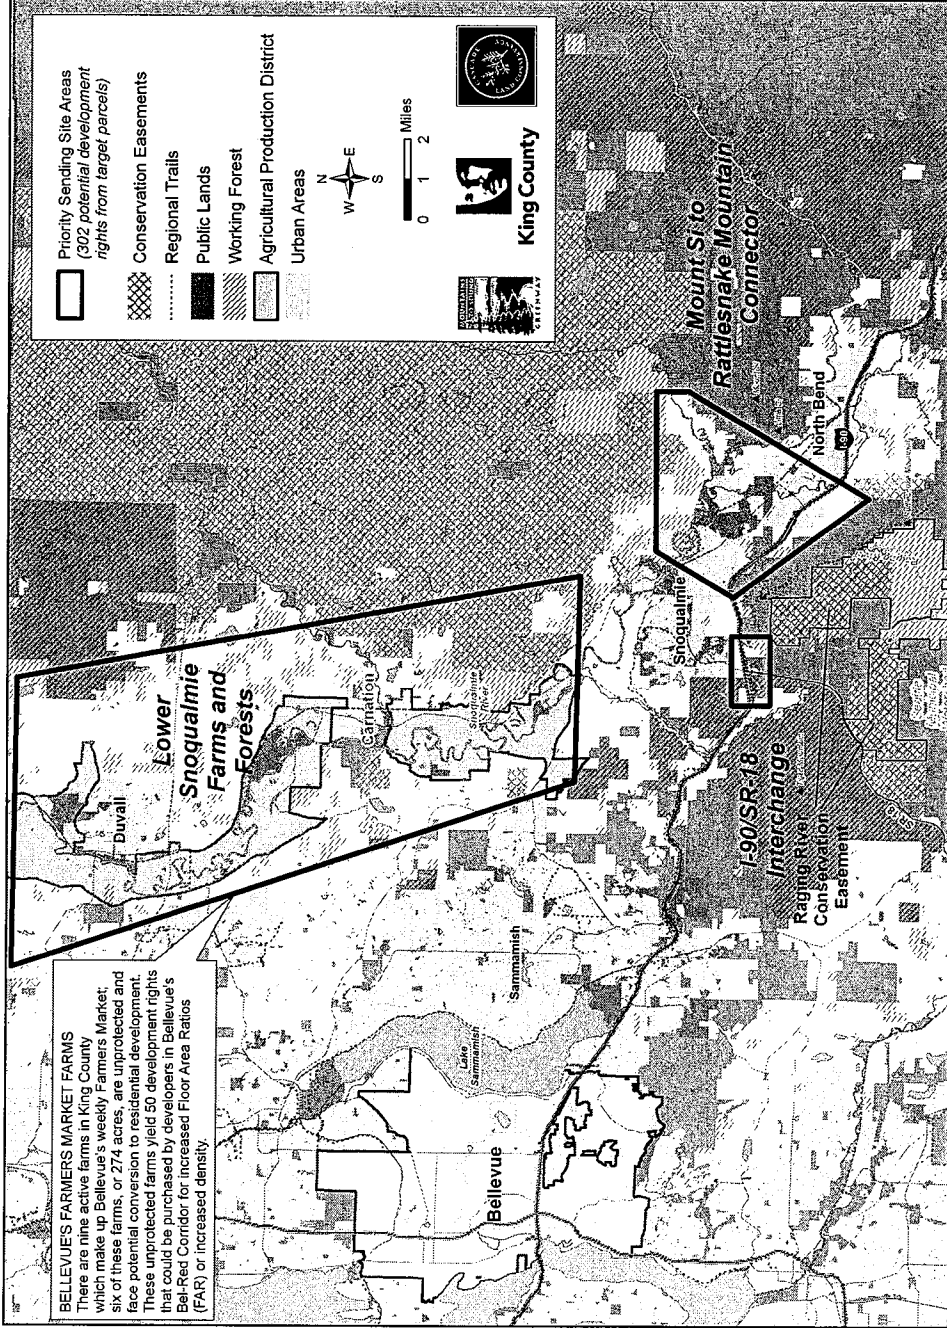 BELLEVUES FARMERS MARKET FARMS
There are nine active farms in King County
which make up Bellevue's weekly Farmers Market;
six of these farms, or 274 acres, are unprotected and
face potential conversion to residential development.
These unprotected farms yield 50 development rights
that could be purchased by developers in Bellevue's
Bel-Red Corridor for increased Floor Area Ratios
(FAR) or increased density.
Priority Sending Site Areas
(302 potential development
rights from target parcels)
Conservation Easements
Regional Trails
Public Lands
Working Forest
Agricultural Production District
Urban Areas
N
W
E
S
0 1 2
Miles
GREENWAY
King County
CASCADE
LAND CONSERVANCY
Duvall
Lower
Snoqualmie
Farms and
Forests
Carnation
Snoqualmie
River
Sammamish
Lake
Sammamish
Bellevue
Snoqualmie
I-90/SR-18
Interchange
Raging River
Conservation
Easement
Mount Si to
Rattlesnake Mountain
Connector
North Bend